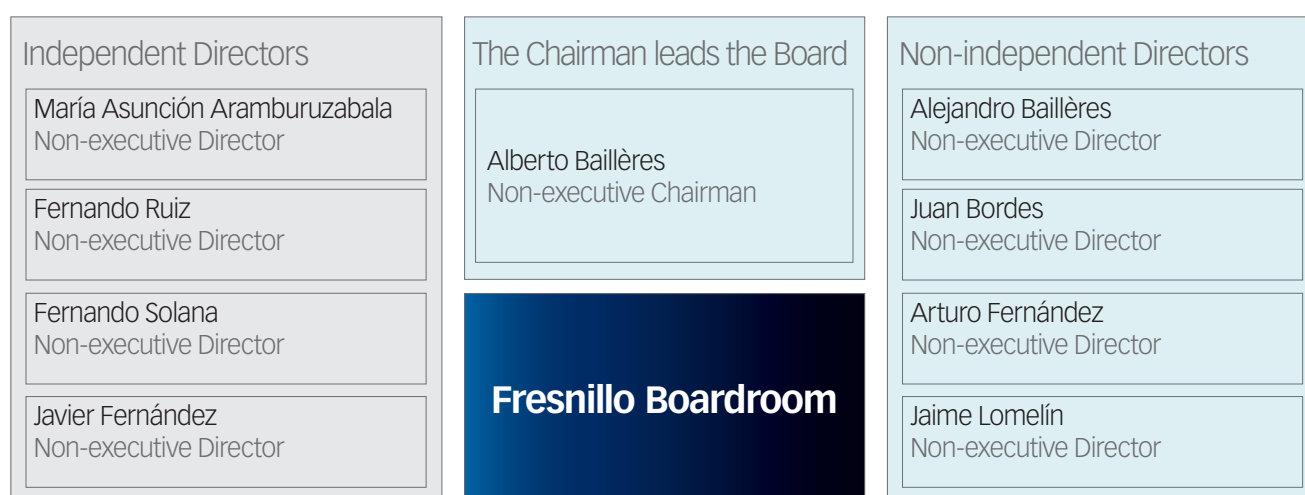 Independent Directors
María Asunción Aramburuzabala
Non-executive Director
Fernando Ruiz
Non-executive Director
Fernando Solana
Non-executive Director
Javier Fernández
Non-executive Director
The Chairman leads the Board
Alberto Baillères
Non-executive Chairman
Fresnillo Boardroom
Non-independent Directors
Alejandro Baillères
Non-executive Director
Juan Bordes
Non-executive Director
Arturo Fernández
Non-executive Director
Jaime Lomelín
Non-executive Director